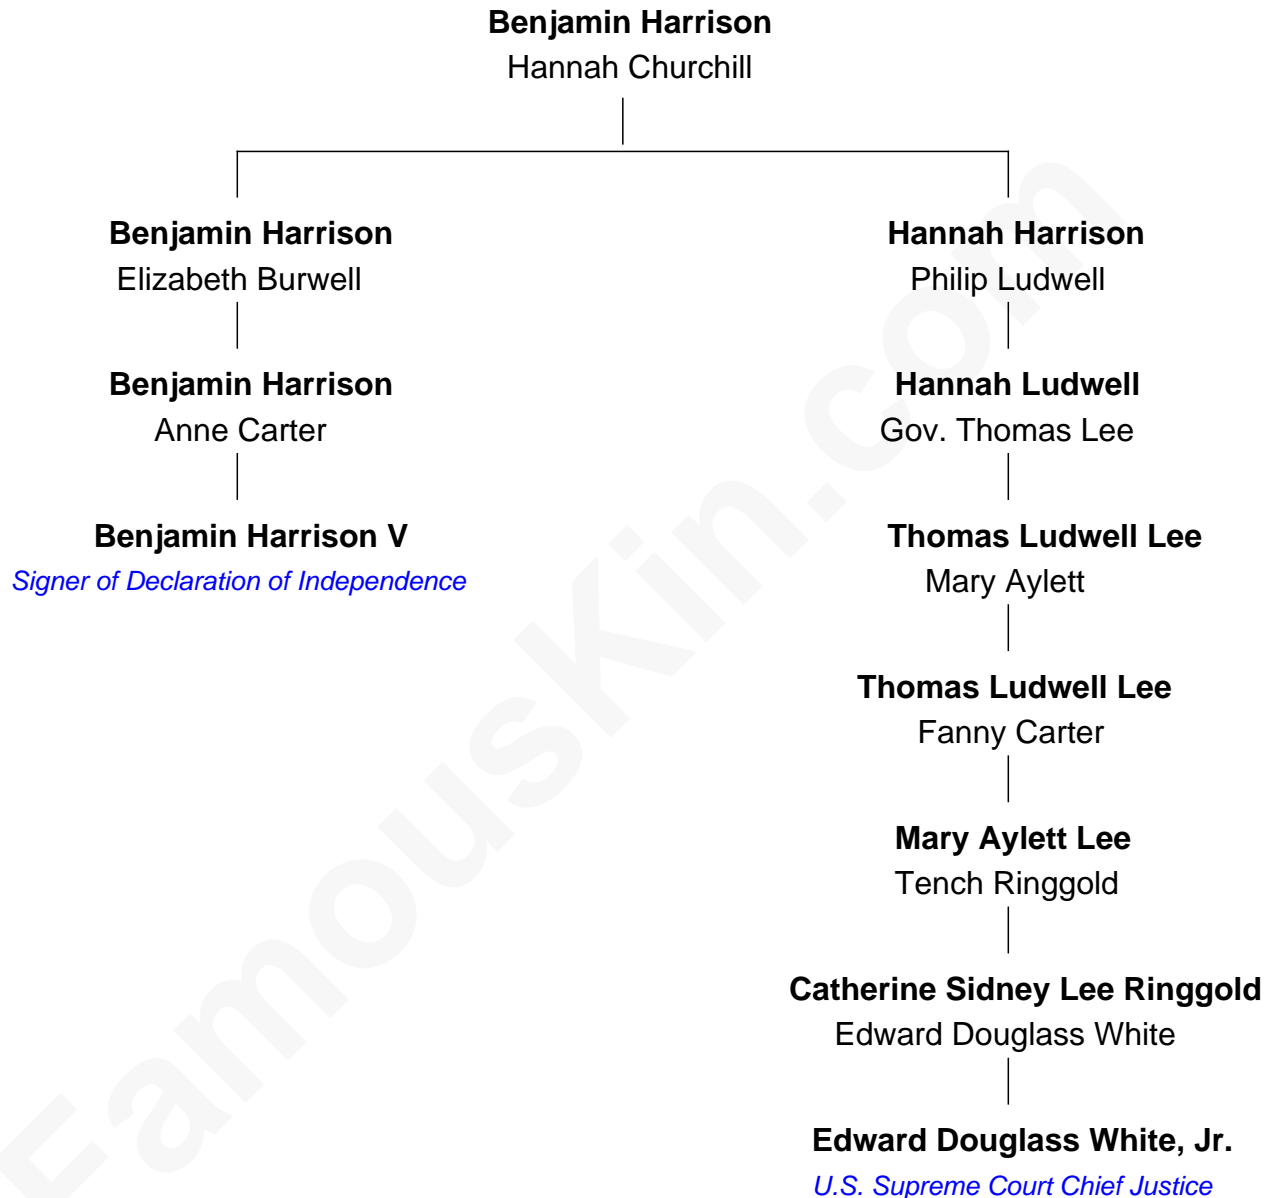 Benjamin Harrison
Hannah Churchill
Benjamin Harrison
Elizabeth Burwell
Hannah Harrison
Philip Ludwell
Benjamin Harrison
Anne Carter
Hannah Ludwell
Gov. Thomas Lee
Benjamin Harrison V
Signer of Declaration of Independence
Thomas Ludwell Lee
Mary Aylett
Thomas Ludwell Lee
Fanny Carter
Mary Aylett Lee
Tench Ringgold
Catherine Sidney Lee Ringgold
Edward Douglass White
Edward Douglass White, Jr.
U.S. Supreme Court Chief Justice
FamousKin.com